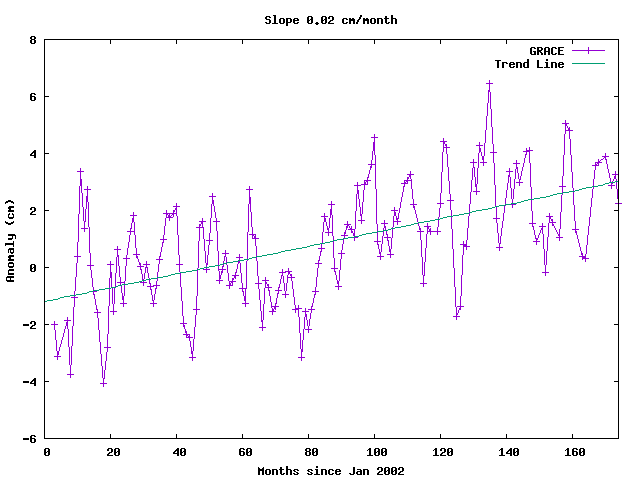 Slope 0.02 cm/month
8
GRACE
Trend Line
6
4
2
0
-2
-4
-6
Anomaly (cm)
0 20 40 60 80 100 120 140 160
Months since Jan 2002